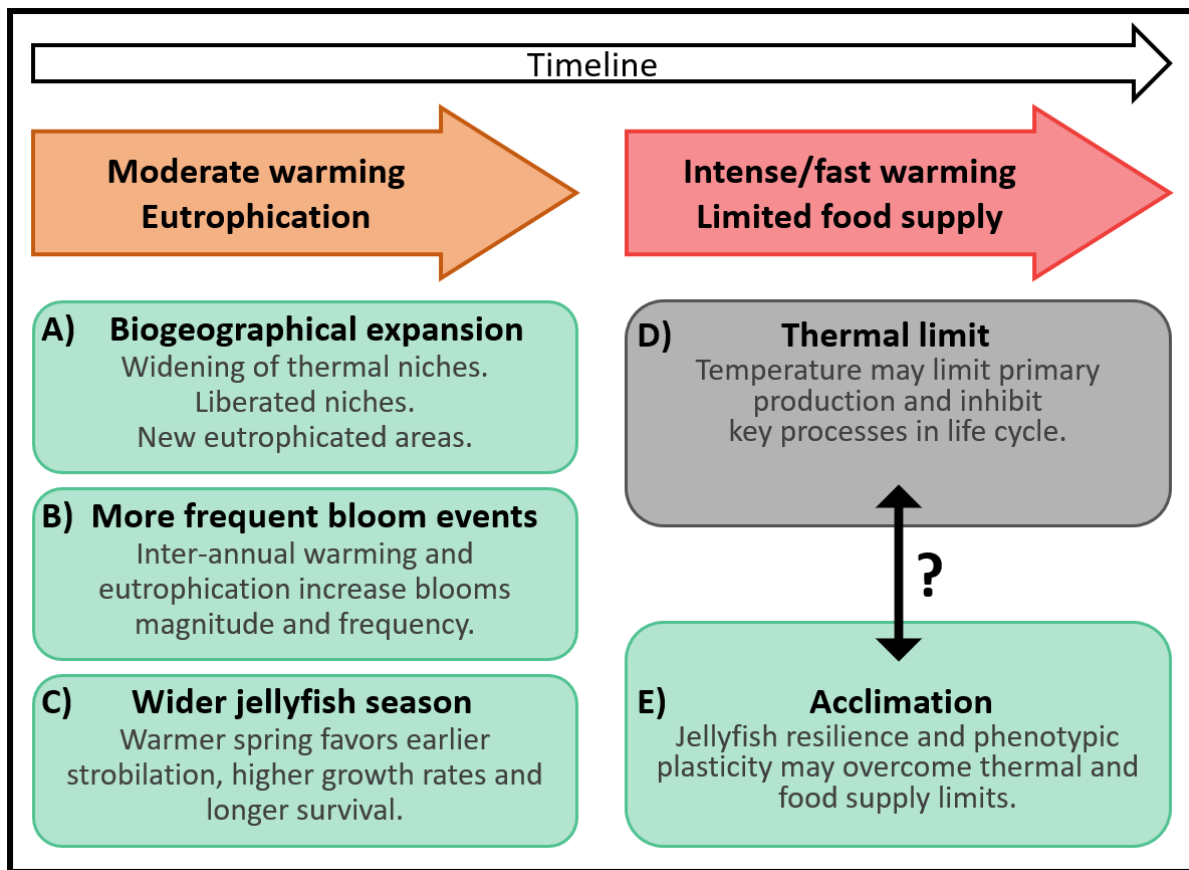 Timeline
Moderate warming
Eutrophication
Intense/fast warming
Limited food supply
A) Biogeographical expansion
Widening of thermal niches.
Liberated niches.
New eutrophicated areas.
B) More frequent bloom events
Inter-annual warming and
eutrophication increase blooms
magnitude and frequency.
C) Wider jellyfish season
Warmer spring favors earlier
strobilation, higher growth rates and
longer survival.
D) Thermal limit
Temperature may limit primary
production and inhibit
key processes in life cycle.
?
E) Acclimation
Jellyfish resilience and phenotypic
plasticity may overcome thermal and
food supply limits.